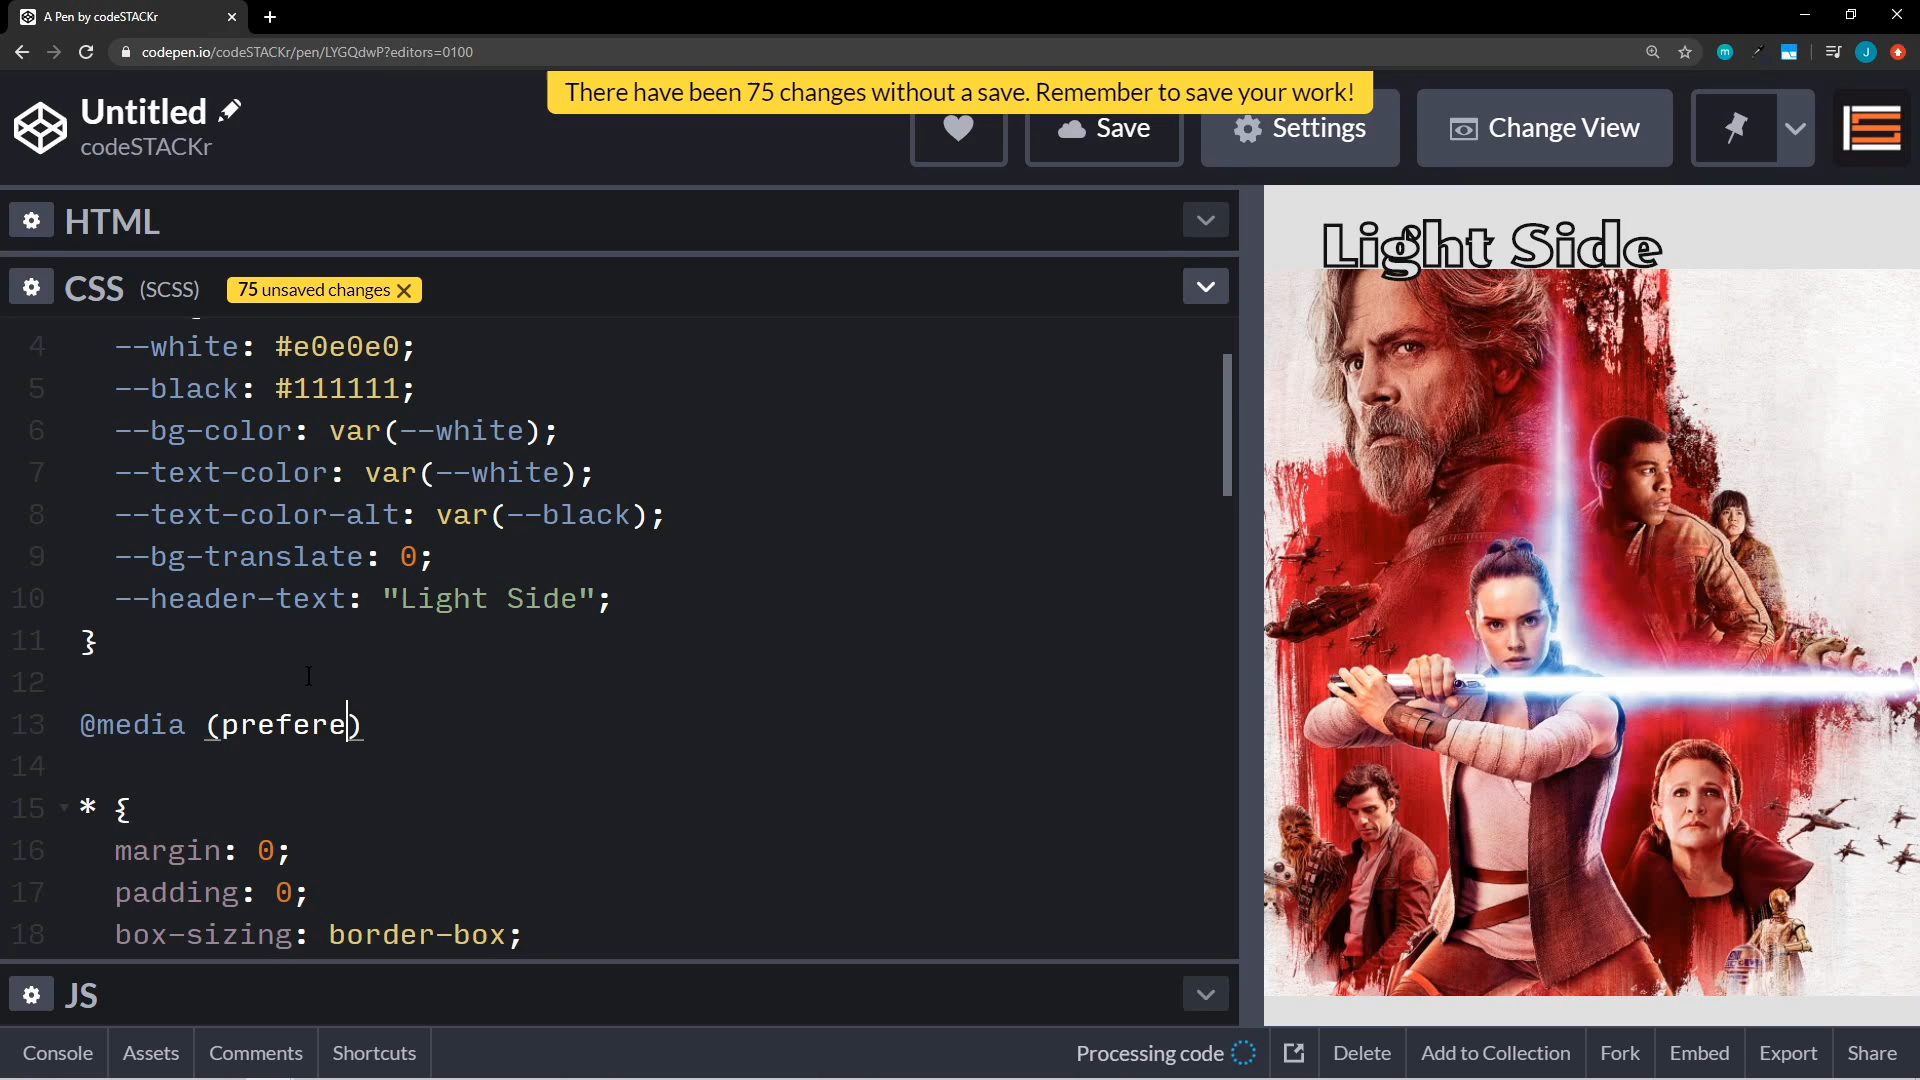 A Pen by codeSTACKr
codepen.io/codeSTACKr/pen/LYGQdwP?editors=0100
m
J
There have been 75 changes without a save. Remember to save your work!
Untitled
codeSTACKr
Save
Settings
Change View
HTML
CSS (SCSS) 75 unsaved changes
4 --white: #e0e0e0;
5 --black: #111111;
6 --bg-color: var(--white);
7 --text-color: var(--white);
8 --text-color-alt: var(--black);
9 --bg-translate: 0;
10 --header-text: "Light Side";
11 }
12
13 @media (prefere)
14
15 * {
16 margin: 0;
17 padding: 0;
18 box-sizing: border-box;
JS
Light Side
Console Assets Comments Shortcuts
Processing code
Delete Add to Collection Fork Embed Export Share